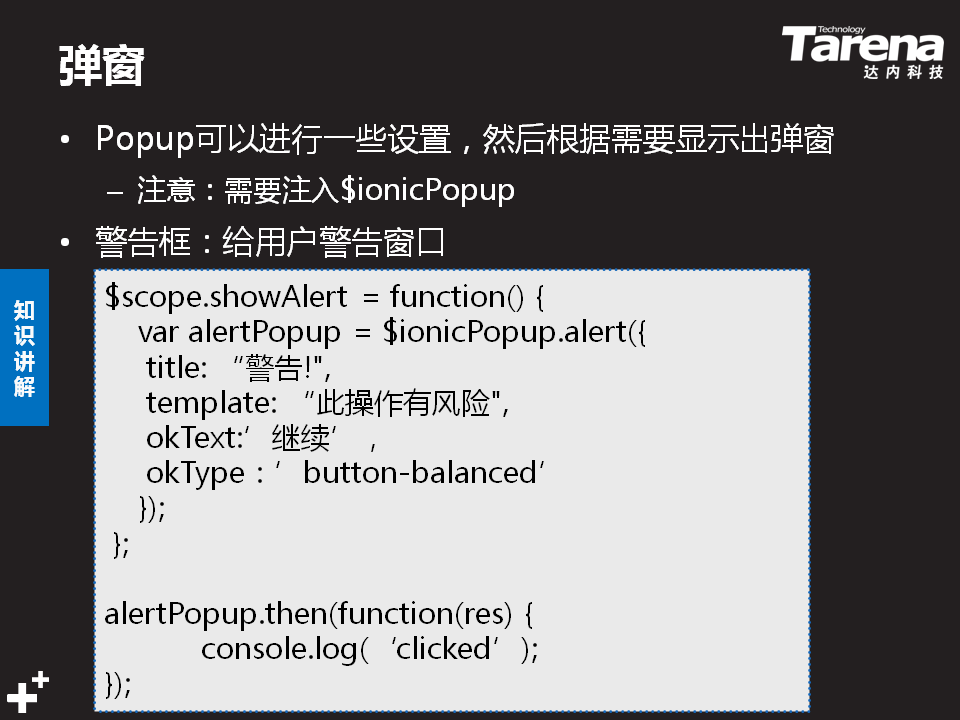 弹窗
Technology
Tarena
达内科技
• Popup可以进行一些设置，然后根据需要显示出弹窗
– 注意：需要注入$ionicPopup
• 警告框：给用户警告窗口
知识讲解
$scope.showAlert = function() {
var alertPopup = $ionicPopup.alert({
title: “警告!",
template: “此操作有风险",
okText:’继续’，
okType：’button-balanced’
});
};
alertPopup.then(function(res) {
console.log(‘clicked’);
});